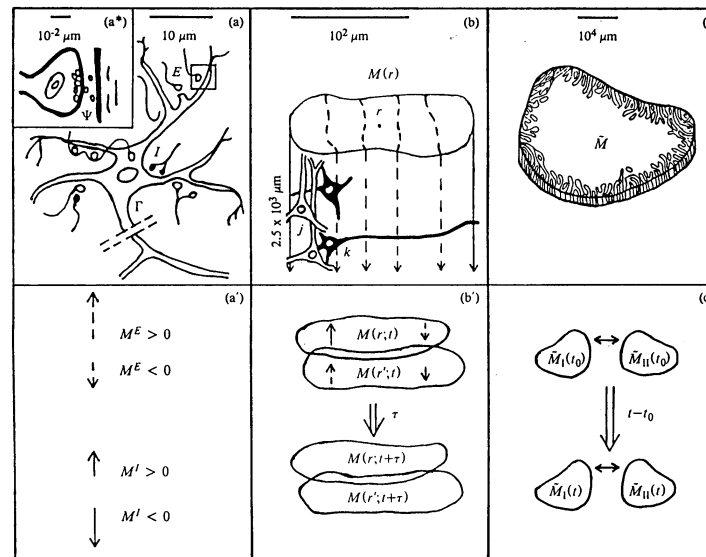 (a*)
10⁻² μm
Ψ
(a)
10 μm
E
I
Γ
(b)
10² μm
M(r)
r
2.5 x 10³ μm
j
k
10⁴ μm
M̃
(a′)
Mᴱ > 0
Mᴱ < 0
Mᴵ > 0
Mᴵ < 0
(b′)
M(r;t)
M(r′;t)
τ
M(r;t+τ)
M(r′;t+τ)
(c
M̃I(t₀)
M̃II(t₀)
t−t₀
M̃I(t)
M̃II(t)